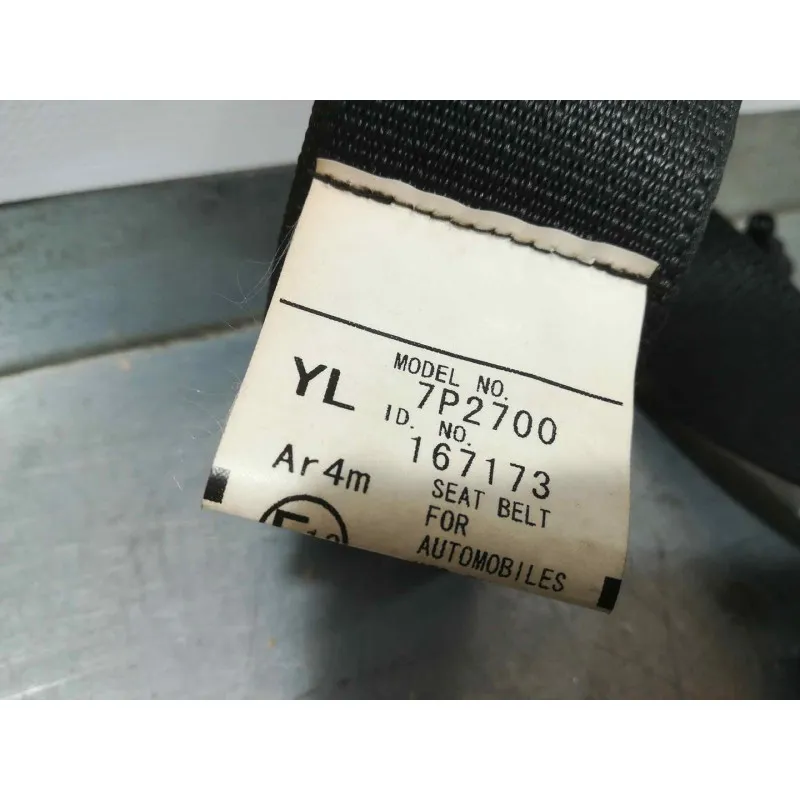 MODEL NO.
YL 7P2700
ID. NO.
167173
Ar4m SEAT BELT
FOR
AUTOMOBILES